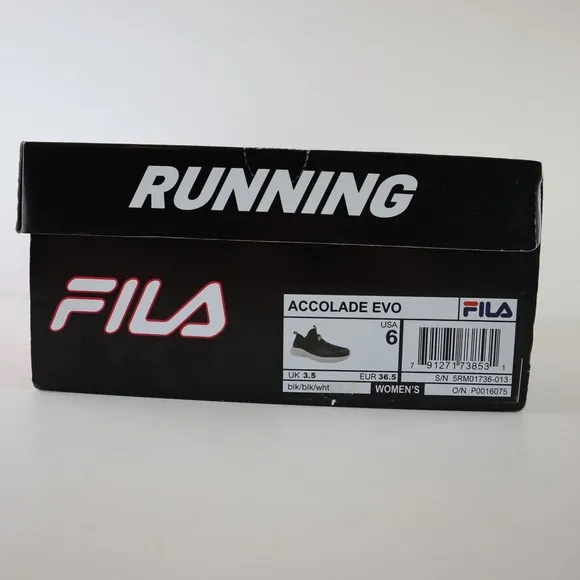 RUNNING
FILA
ACCOLADE EVO
FILA
USA
6
UK 3.5
EUR 36.5
blk/blk/wht
WOMEN'S
7 91271 73853 1
S/N 5RM01736-013
O/N P0016075